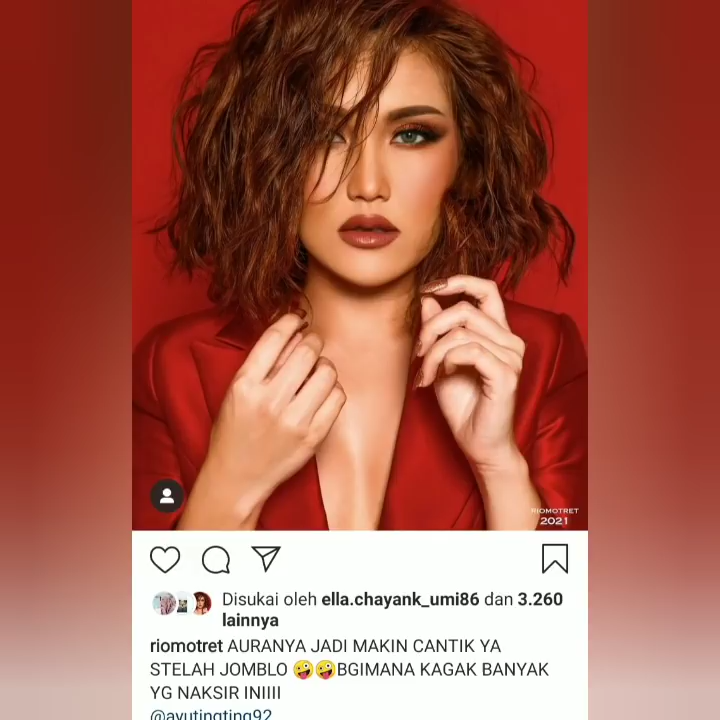 RIOMOTRET
2021
Disukai oleh ella.chayank_umi86 dan 3.260
lainnya
riomotret AURANYA JADI MAKIN CANTIK YA
STELAH JOMBLO 🤪🤪BGIMANA KAGAK BANYAK
YG NAKSIR INIIII
@ayutingting92